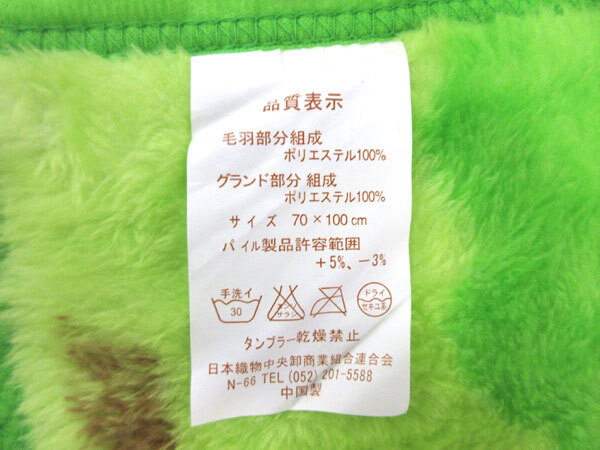 品質表示
毛羽部分組成
ポリエステル100%
グランド部分 組成
ポリエステル100%
サイズ 70×100cm
パイル製品許容範囲
+5%、-3%
手洗イ
30
エンソ
サラシ
ドライ
セキユ系
タンブラー乾燥禁止
日本織物中央卸商業組合連合会
N-66 TEL (052) 201-5588
中国製